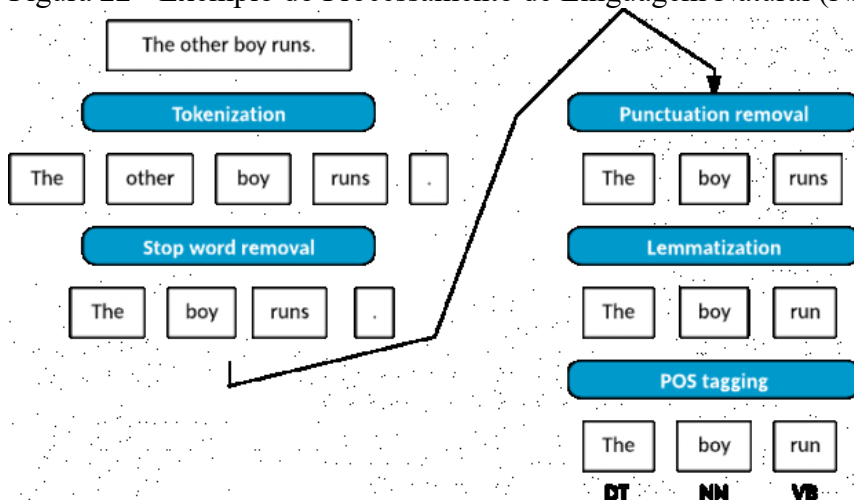 The other boy runs.
Tokenization
The other boy runs .
Stop word removal
The boy runs .
Punctuation removal
The boy runs
Lemmatization
The boy run
POS tagging
The boy run
DT NN VB